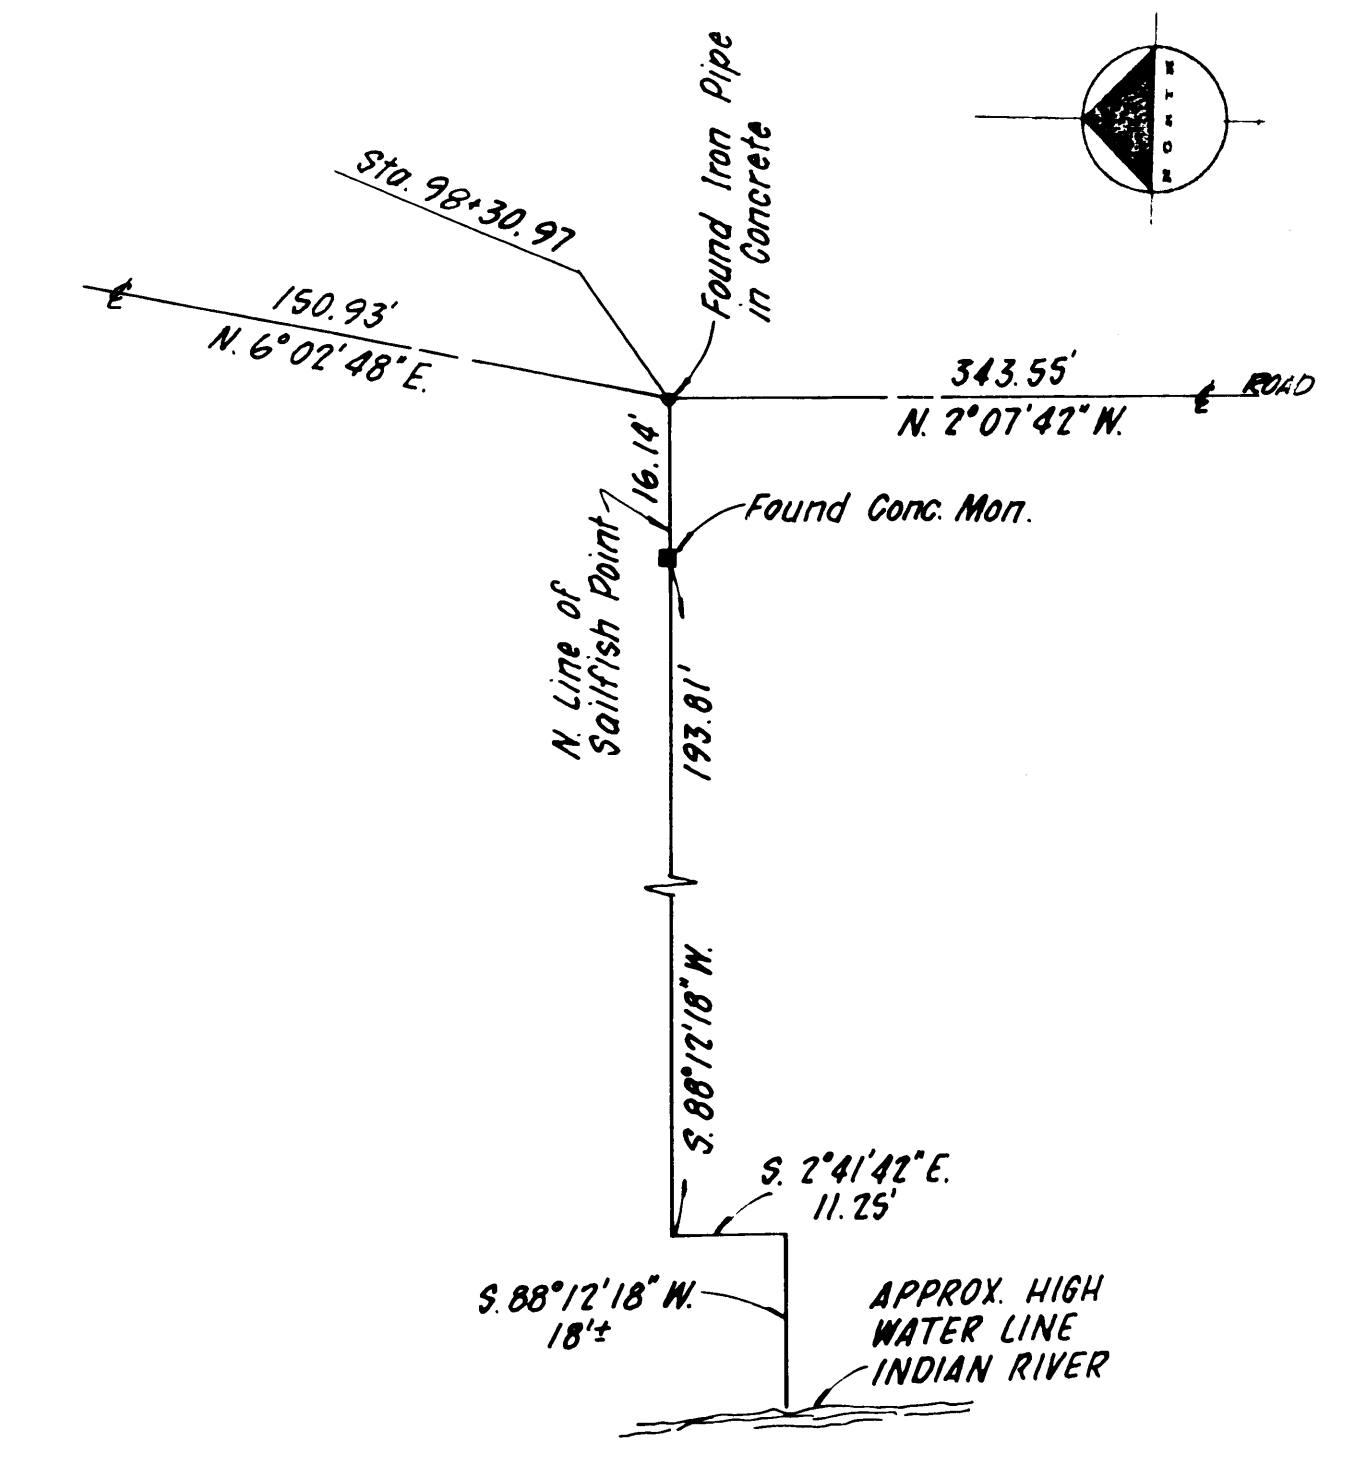 Found Iron Pipe
in Concrete
Sta. 98+30.97
150.93'
N. 6°02'48" E.
343.55'
N. 2°07'42" W.
℄
℄ ROAD
16.14'
Found Conc. Mon.
N. Line of
Sailfish Point
193.81'
S. 88°12'18" W.
S. 2°41'42" E.
11.25'
S. 88°12'18" W.
18'±
APPROX. HIGH
WATER LINE
INDIAN RIVER